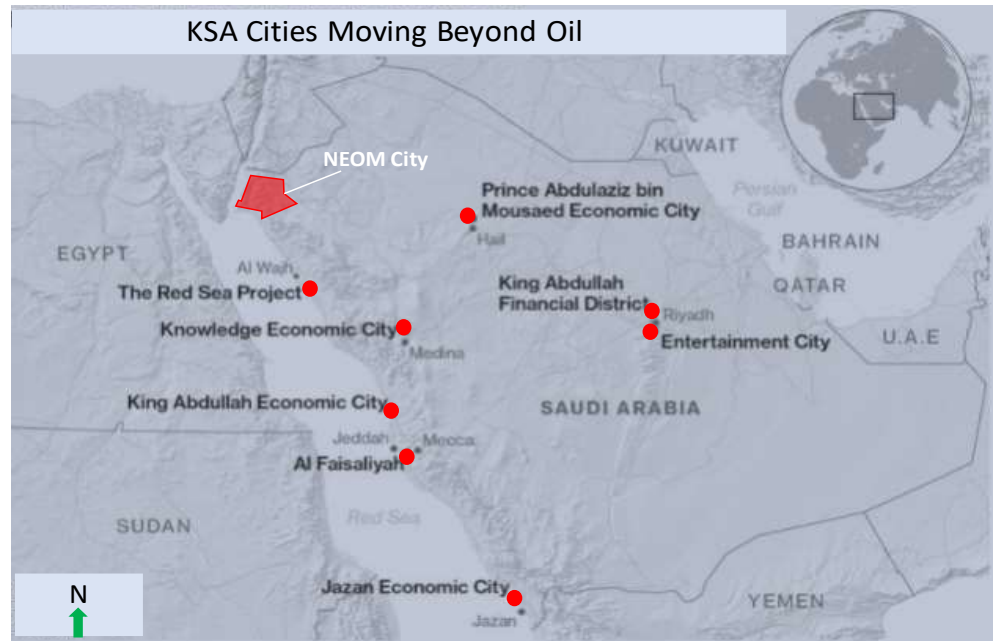 KSA Cities Moving Beyond Oil
NEOM City
KUWAIT
Prince Abdulaziz bin
Mousaed Economic City
Persian
Gulf
Hail
EGYPT
BAHRAIN
Al Wajh
The Red Sea Project
King Abdullah
Financial District
QATAR
Riyadh
Knowledge Economic City
Medina
Entertainment City
U.A.E
King Abdullah Economic City
SAUDI ARABIA
Jeddah
Mecca
Al Faisaliyah
Red Sea
SUDAN
Jazan Economic City
Jazan
YEMEN
N